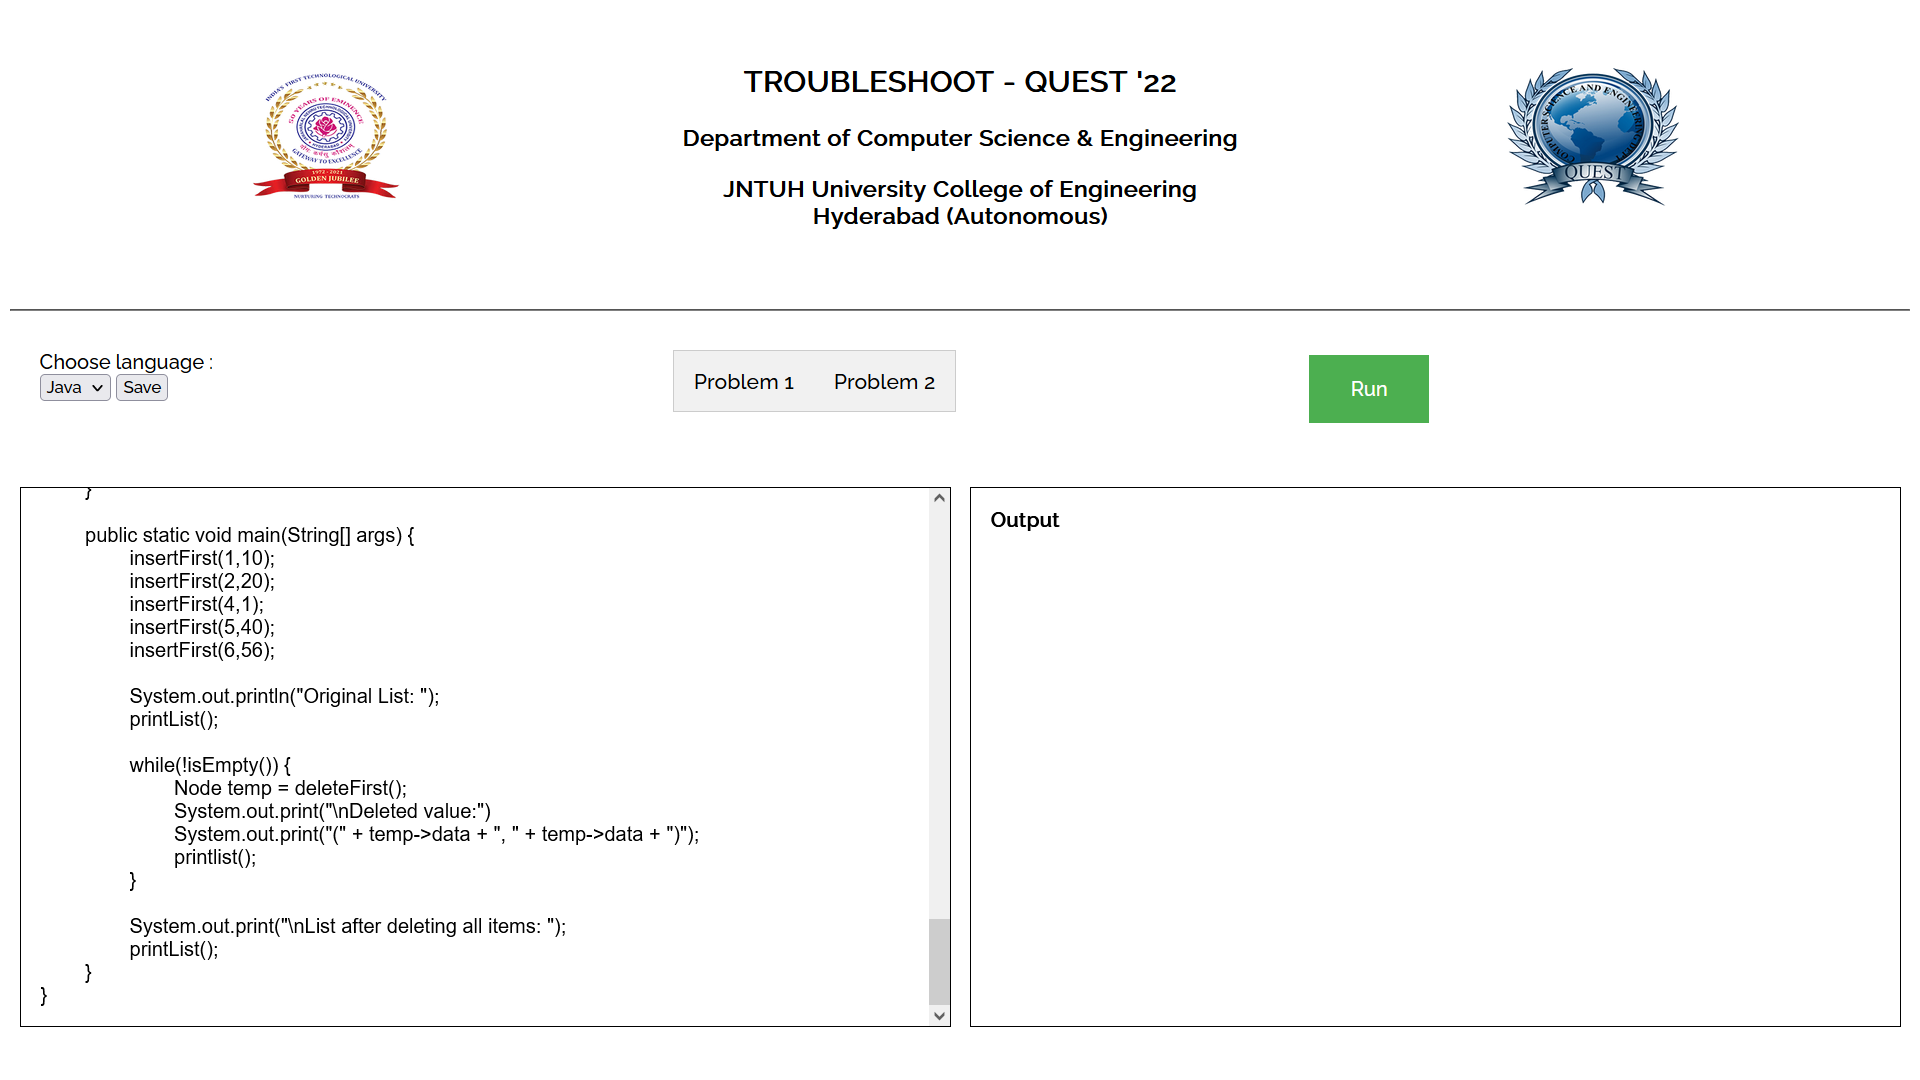 INDIA'S FIRST TECHNOLOGICAL UNIVERSITY
50 YEARS OF EMINENCE
HYDERABAD
GATEWAY TO EXCELLENCE
1972 - 2021
GOLDEN JUBILEE
NURTURING TECHNOCRATS
TROUBLESHOOT - QUEST '22
Department of Computer Science & Engineering
JNTUH University College of Engineering
Hyderabad (Autonomous)
COMPUTER SCIENCE AND ENGINEERING DEPT
QUEST
Choose language :
Java Save
Problem 1 Problem 2
Run
}
public static void main(String[] args) {
insertFirst(1,10);
insertFirst(2,20);
insertFirst(4,1);
insertFirst(5,40);
insertFirst(6,56);
System.out.println("Original List: ");
printList();
while(!isEmpty()) {
Node temp = deleteFirst();
System.out.print("\nDeleted value:")
System.out.print("(" + temp->data + ", " + temp->data + ")");
printlist();
}
System.out.print("\nList after deleting all items: ");
printList();
}
}
Output